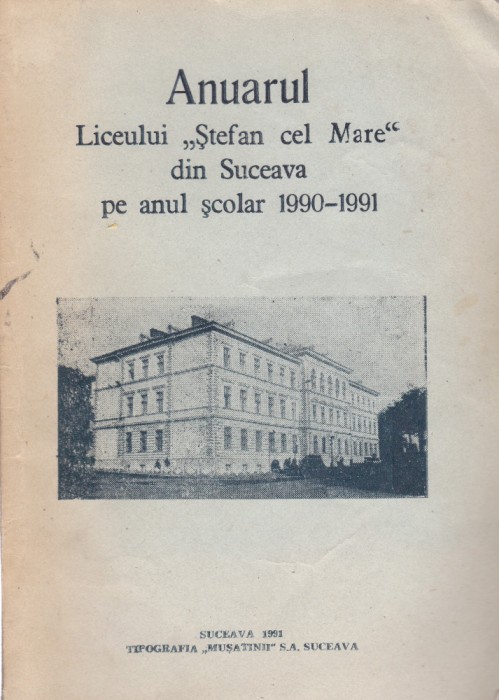 Anuarul
Liceului „Ştefan cel Mare“
din Suceava
pe anul şcolar 1990-1991
SUCEAVA 1991
TIPOGRAFIA „MUŞATINII“ S.A. SUCEAVA